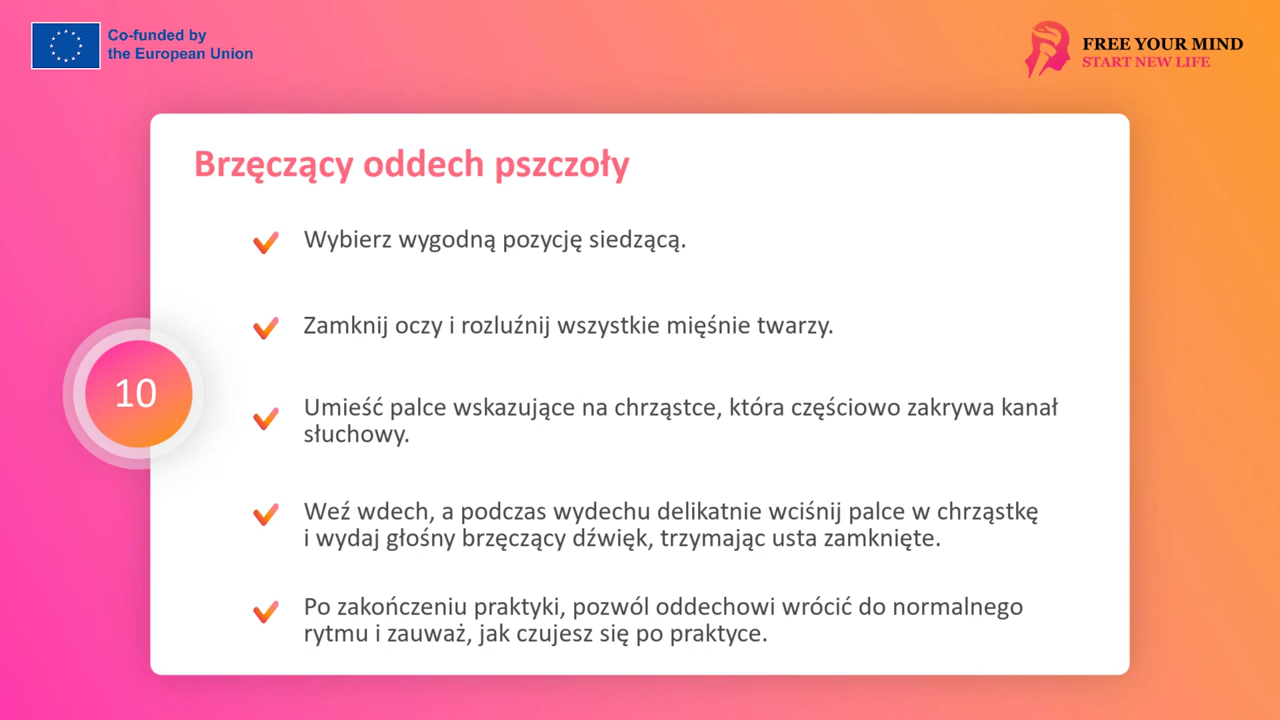 Co-funded by
the European Union
FREE YOUR MIND
START NEW LIFE
Brzęczący oddech pszczoły
Wybierz wygodną pozycję siedzącą.
Zamknij oczy i rozluźnij wszystkie mięśnie twarzy.
10
Umieść palce wskazujące na chrząstce, która częściowo zakrywa kanał
słuchowy.
Weź wdech, a podczas wydechu delikatnie wciśnij palce w chrząstkę
i wydaj głośny brzęczący dźwięk, trzymając usta zamknięte.
Po zakończeniu praktyki, pozwól oddechowi wrócić do normalnego
rytmu i zauważ, jak czujesz się po praktyce.